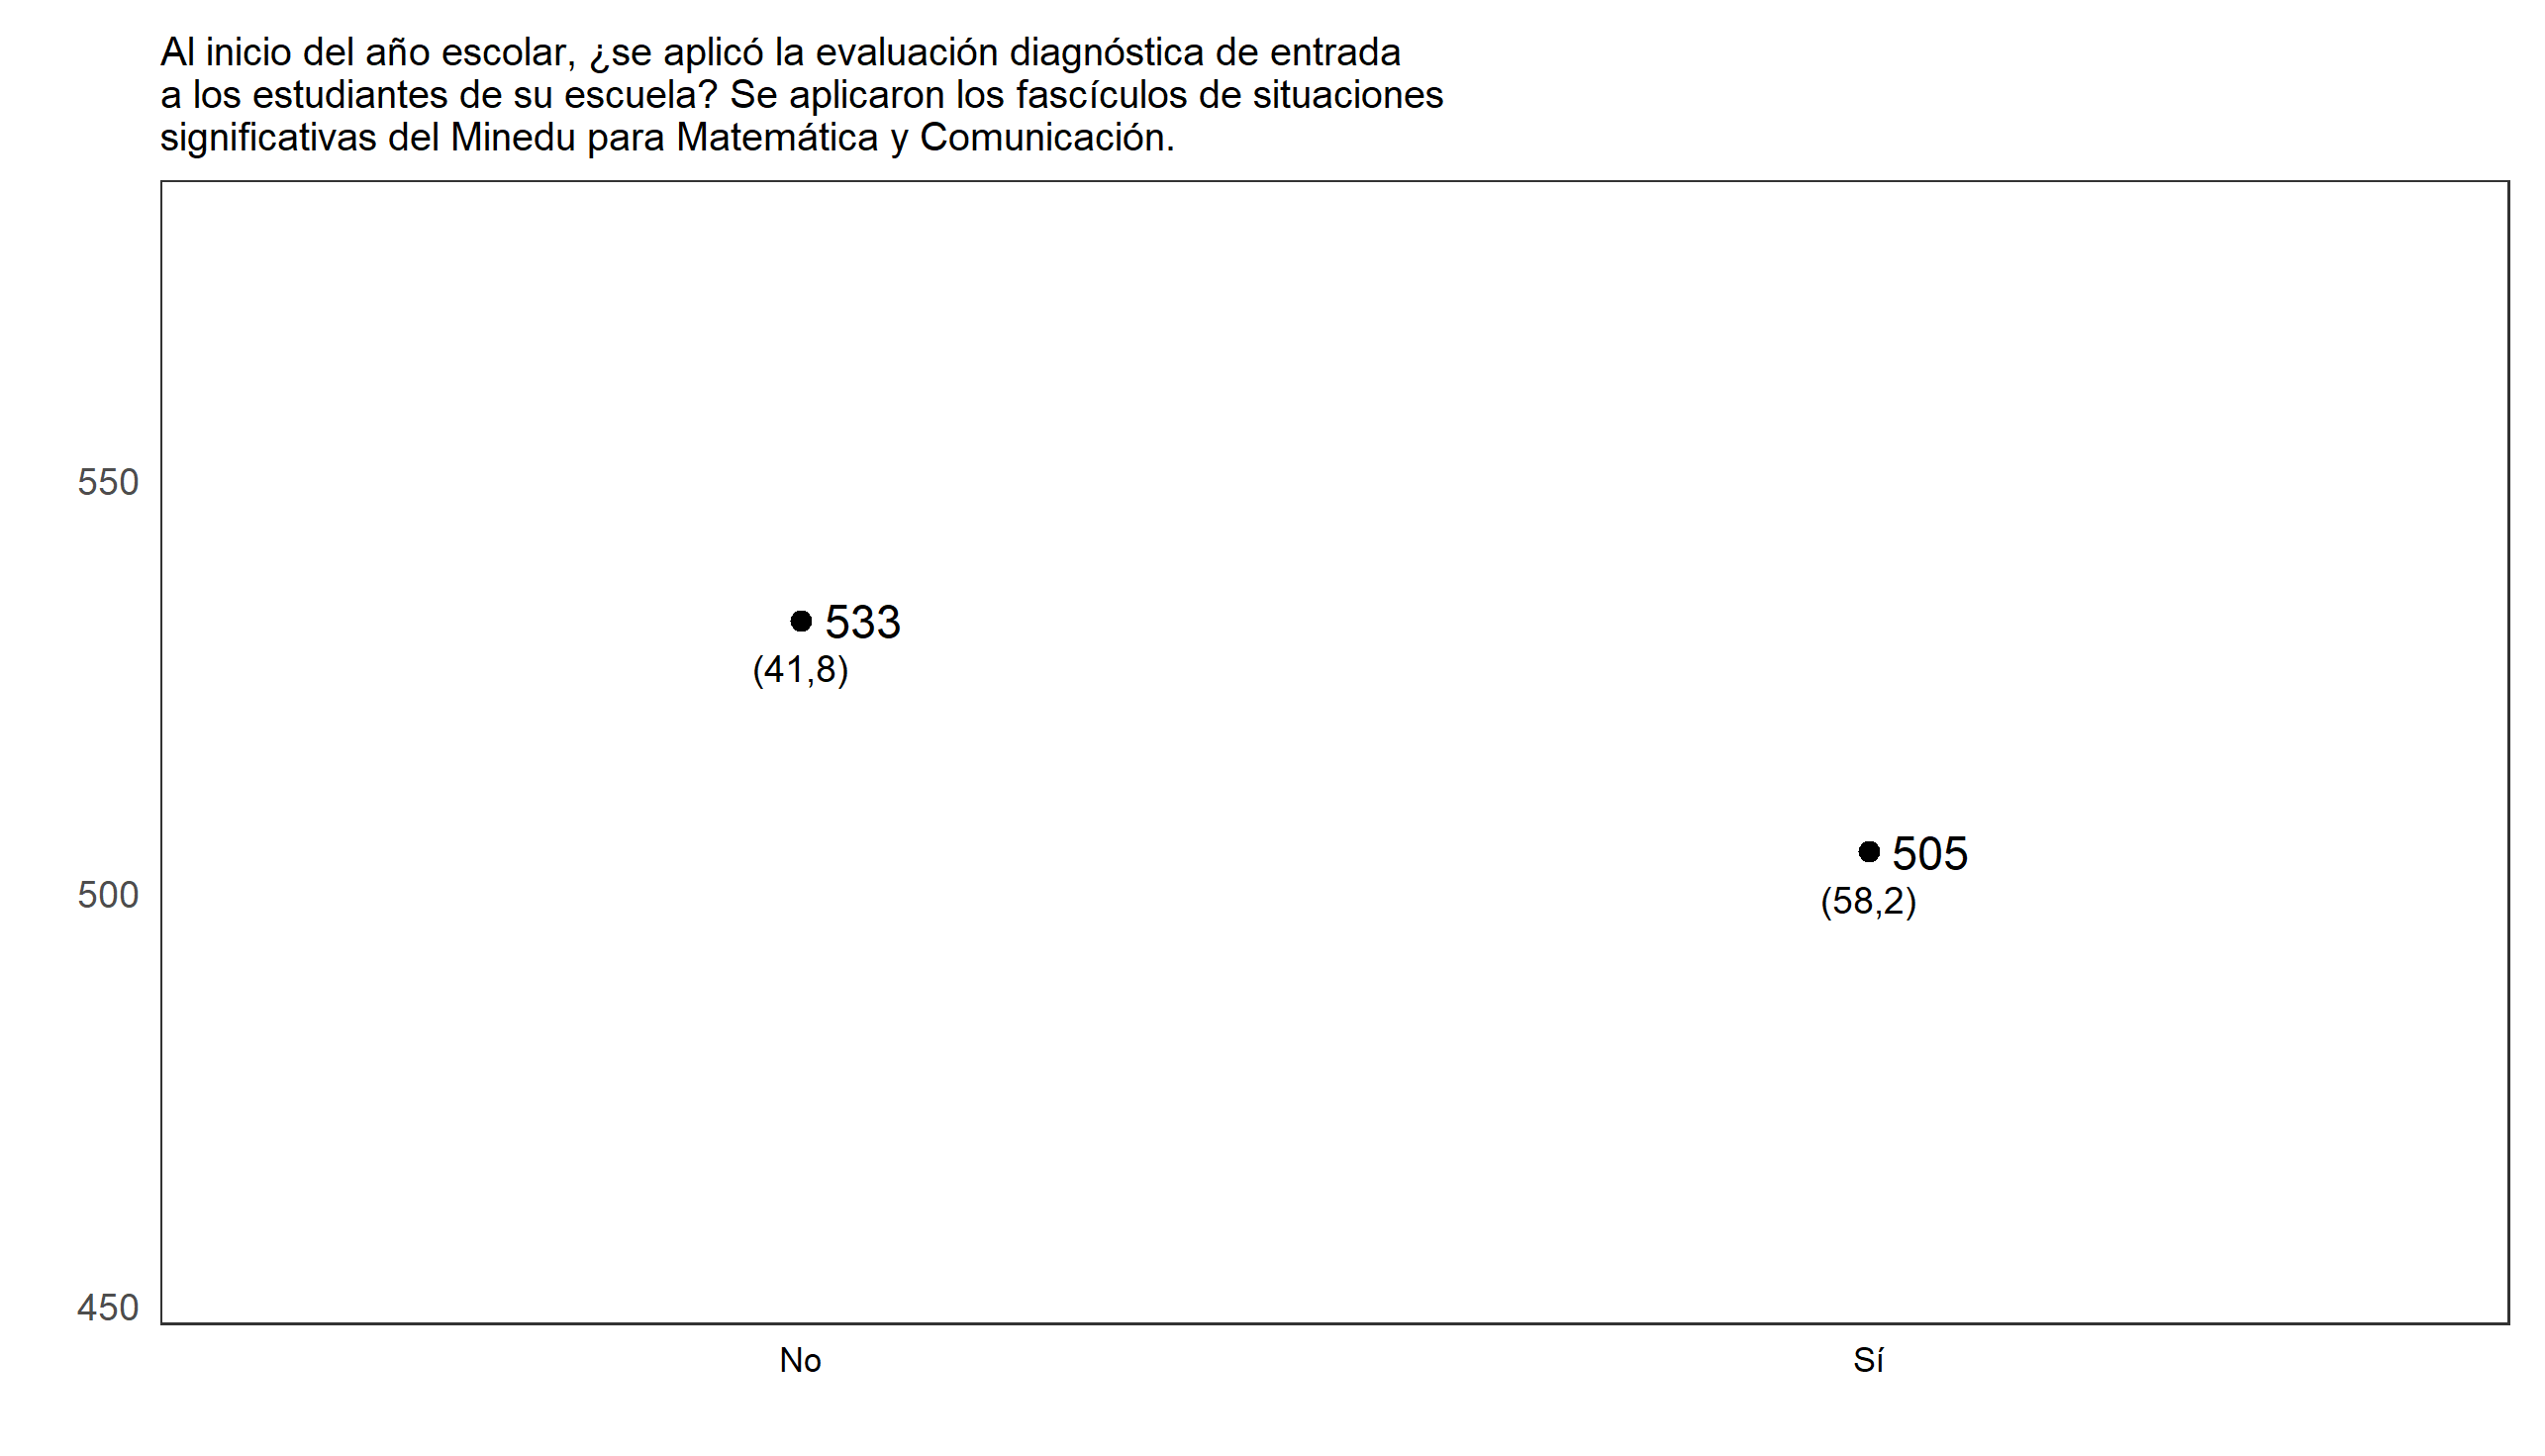 Al inicio del año escolar, ¿se aplicó la evaluación diagnóstica de entrada
a los estudiantes de su escuela? Se aplicaron los fascículos de situaciones
significativas del Minedu para Matemática y Comunicación.
550
533
(41,8)
505
500
(58,2)
450
No
Sí